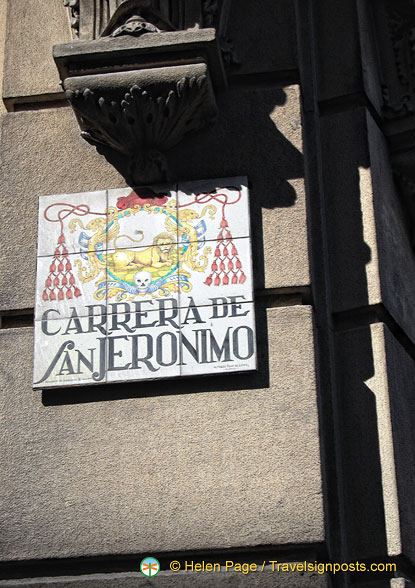 CARRERA DE
SAN JERONIMO
© Helen Page / Travelsignposts.com